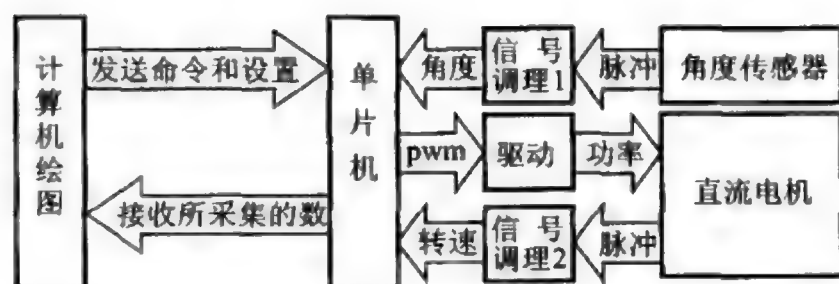 计算机绘图
发送命令和设置
接收所采集的数
单片机
角度
信号
调理1
脉冲
角度传感器
pwm
驱动
功率
直流电机
转速
信号
调理2
脉冲